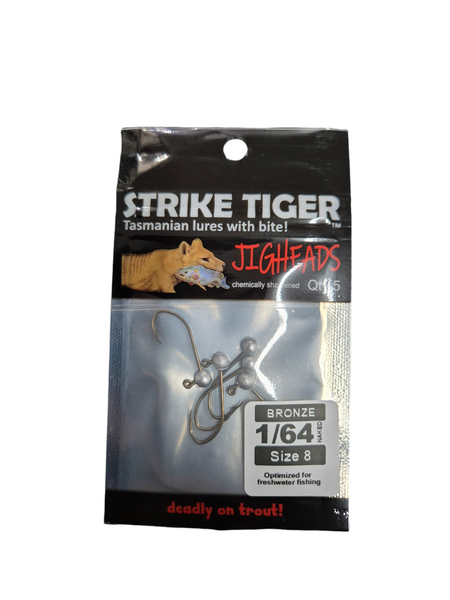 STRIKE TIGER
TM
Tasmanian lures with bite!
JIGHEADS
chemically sharpened
BRONZE
1/64
NAKED
Size 8
Optimized for
freshwater fishing
deadly on trout!